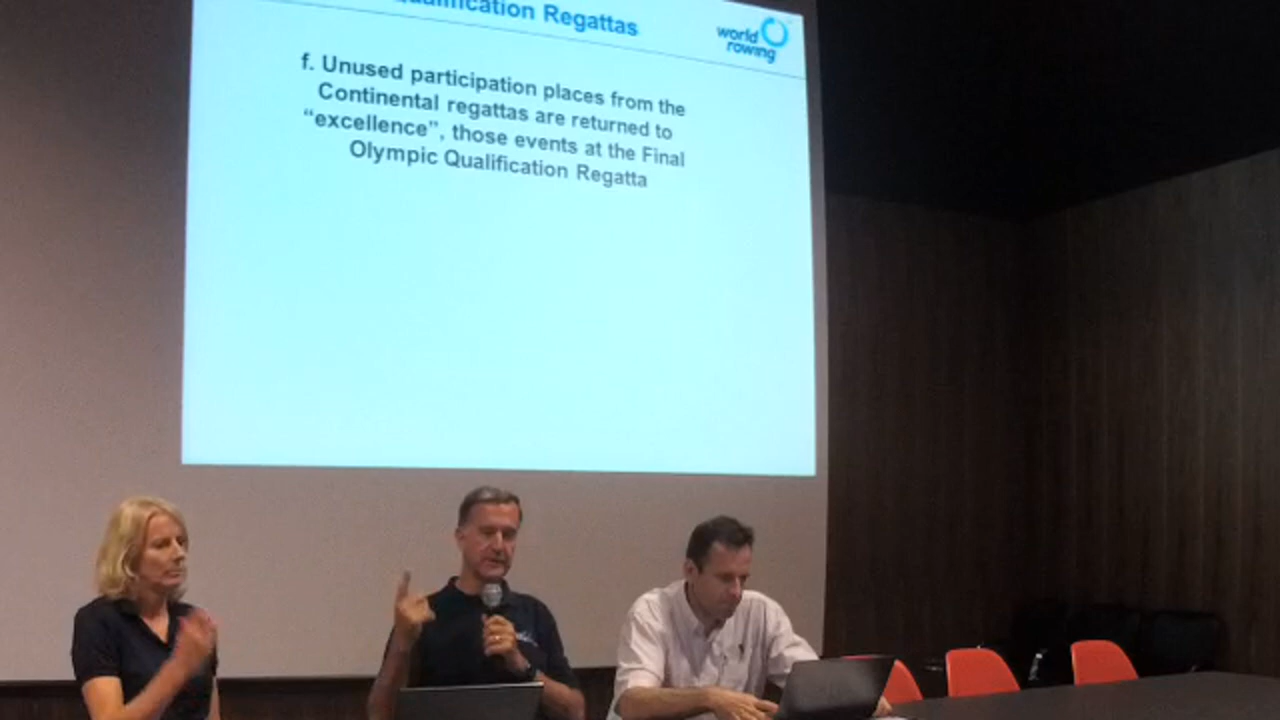 Qualification Regattas
world
rowing
f. Unused participation places from the
Continental regattas are returned to
“excellence”, those events at the Final
Olympic Qualification Regatta